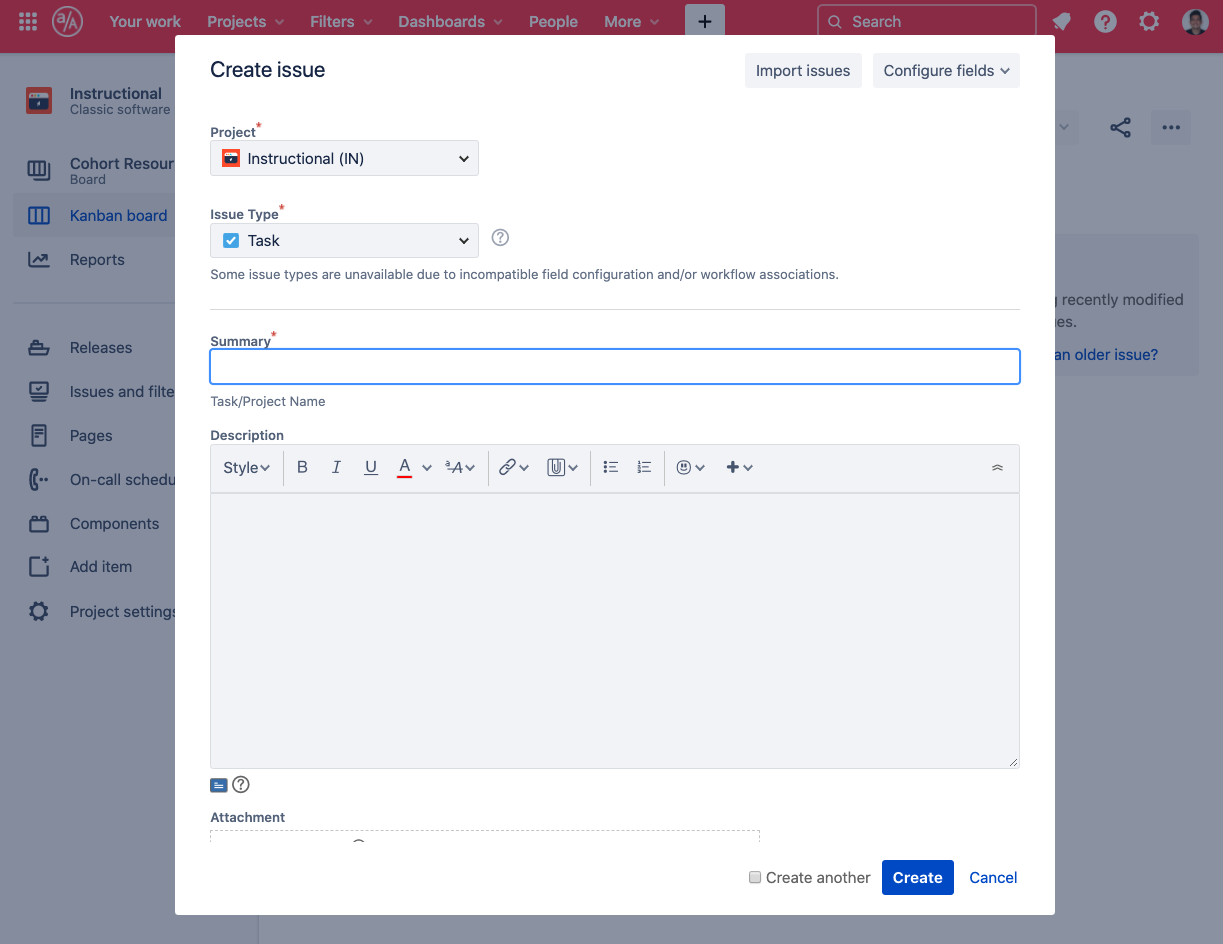 a/A Your work Projects Filters Dashboards People More + Search
Create issue
Import issues
Configure fields
Instructional
Classic software
Project*
Instructional (IN)
Cohort Resour
Board
Kanban board
Issue Type*
Task
Reports
Some issue types are unavailable due to incompatible field configuration and/or workflow associations.
recently modified
es.
an older issue?
Releases
Summary*
Task/Project Name
Issues and filte
Pages
Description
Style B I U A ªA
On-call schedu
Components
Add item
Project settings
Attachment
Create another
Create
Cancel